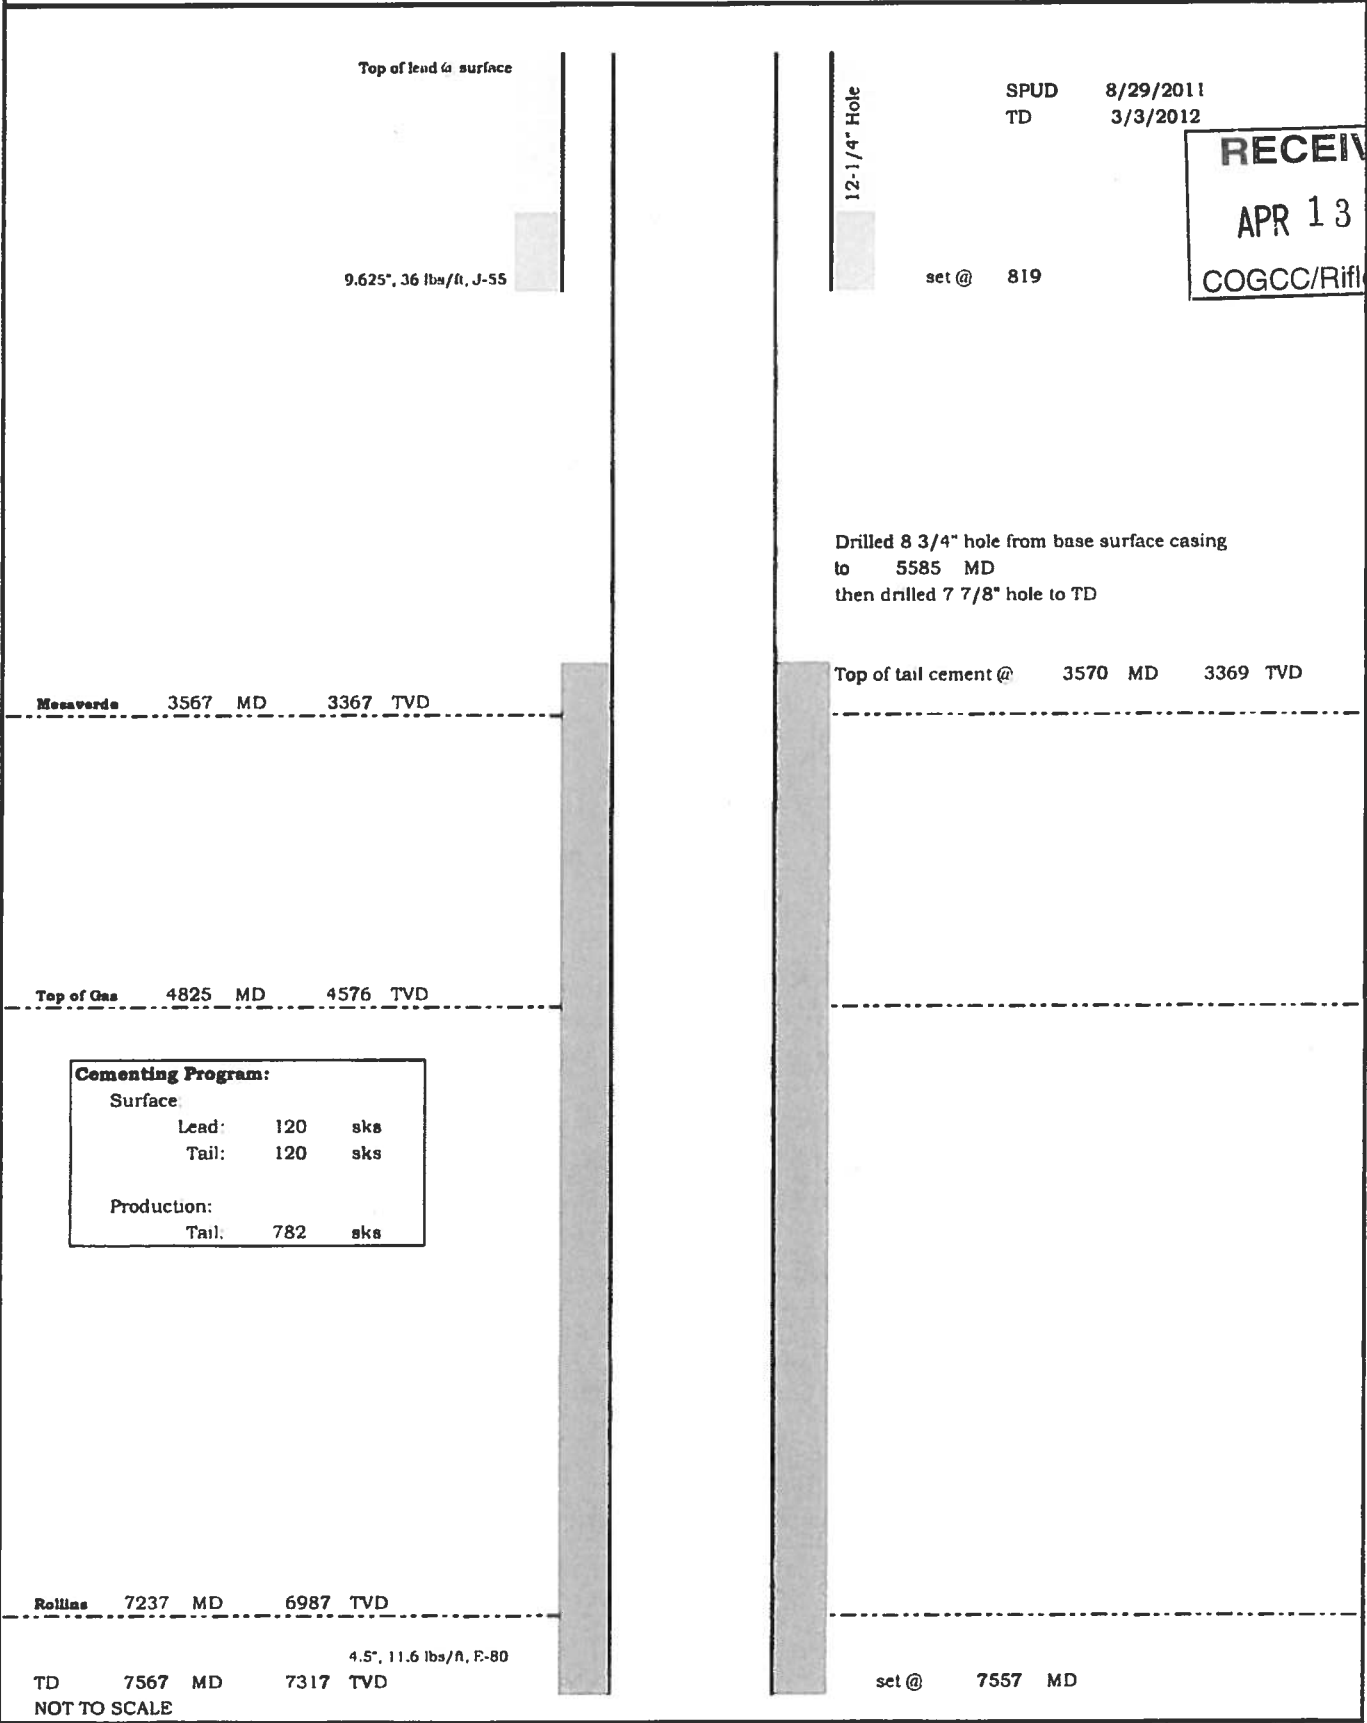 Top of lead @ surface
12-1/4" Hole
SPUD 8/29/2011
TD 3/3/2012
RECEIV
APR 13
COGCC/Rifl
9.625", 36 lbs/ft, J-55
set @ 819
Drilled 8 3/4" hole from base surface casing
to 5585 MD
then drilled 7 7/8" hole to TD
Top of tail cement @ 3570 MD 3369 TVD
Mesaverde 3567 MD 3367 TVD
Top of Gas 4825 MD 4576 TVD
Cementing Program:
Surface
Lead: 120 sks
Tail: 120 sks
Production:
Tail: 782 sks
Rollins 7237 MD 6987 TVD
4.5", 11.6 lbs/ft, E-80
TD 7567 MD 7317 TVD
set @ 7557 MD
NOT TO SCALE